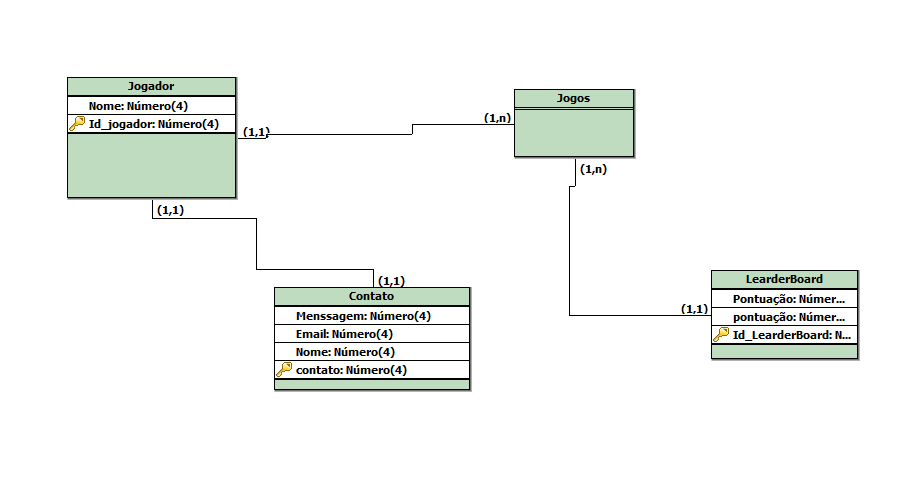 Jogador
Nome: Número(4)
Id_jogador: Número(4)
(1,1)
(1,n)
Jogos
(1,n)
(1,1)
(1,1)
Contato
Menssagem: Número(4)
Email: Número(4)
Nome: Número(4)
contato: Número(4)
(1,1)
LearderBoard
Pontuação: Númer...
pontuação: Númer...
Id_LearderBoard: N...